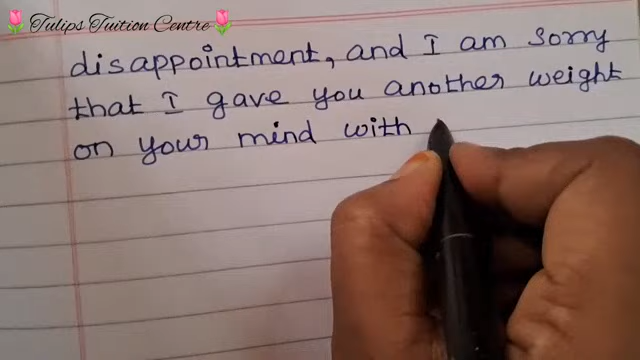 🌷Tulips Tuition Centre🌷
disappointment, and I am sorry
that I gave you another weight
on your mind with